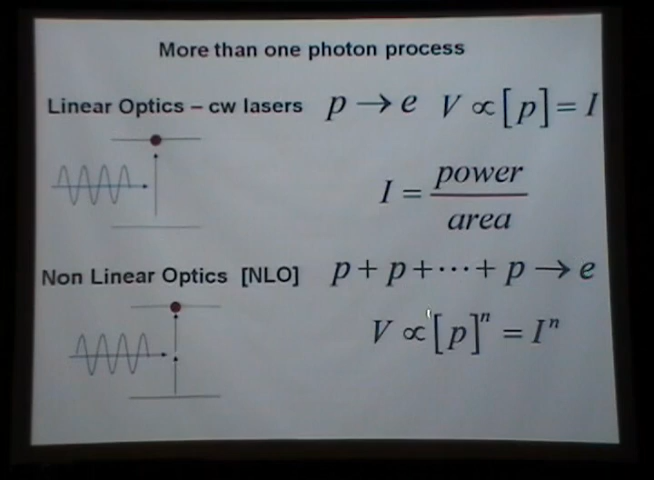 More than one photon process
Linear Optics – cw lasers p → e V ∝ [p] = I
I = power / area
Non Linear Optics [NLO] p + p + ··· + p → e
V ∝ [p]ⁿ = Iⁿ